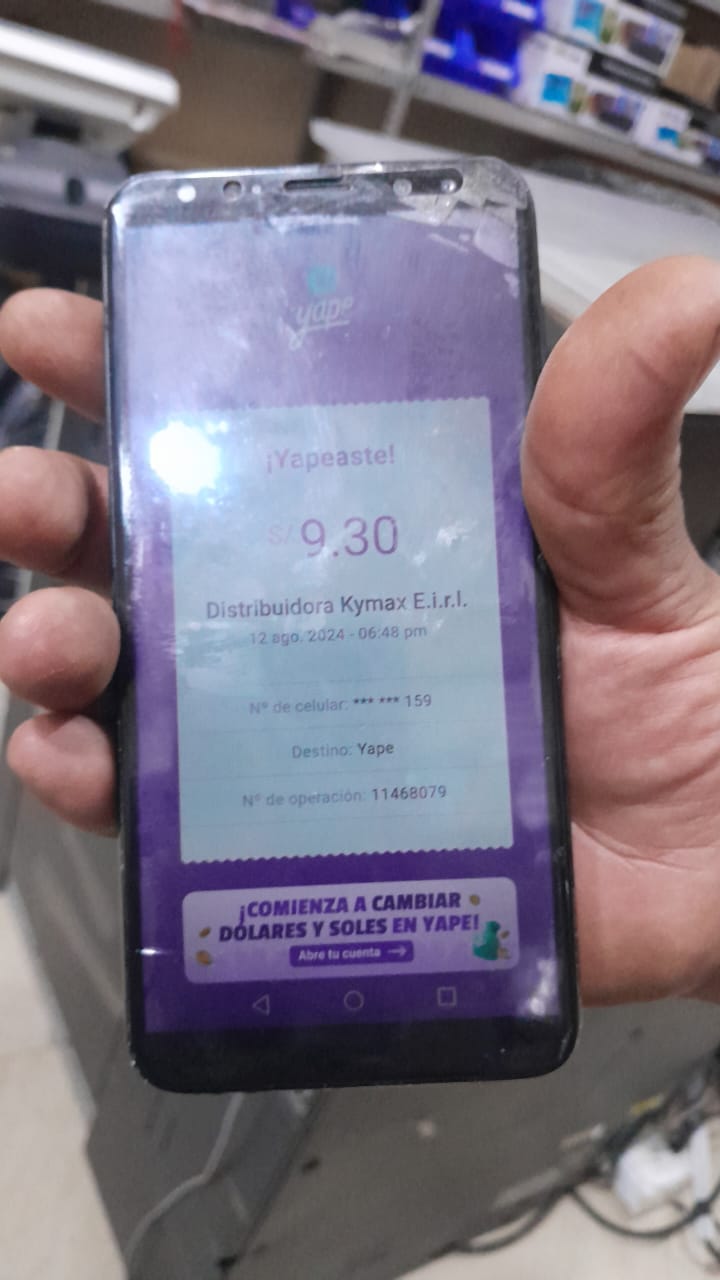 yape
¡Yapeaste!
S/ 9.30
Distribuidora Kymax E.i.r.l.
12 ago. 2024 - 06:48 pm
Nº de celular: *** *** 159
Destino: Yape
Nº de operación: 11468079
¡COMIENZA A CAMBIAR
DÓLARES Y SOLES EN YAPE!
Abre tu cuenta →